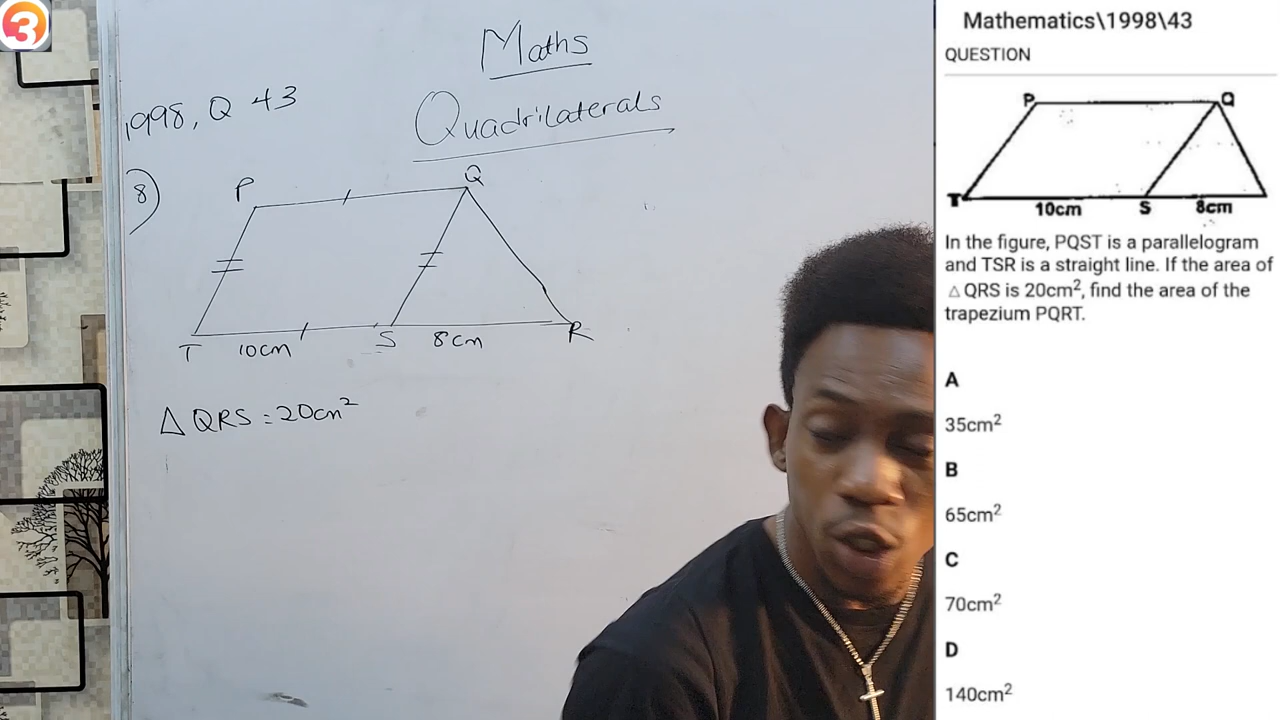 3
Maths
1998, Q 43
Quadrilaterals
8)
P
Q
T 10cm S 8cm R
△ QRS = 20cm²
Mathematics\1998\43
QUESTION
P
Q
T
10cm S 8cm
In the figure, PQST is a parallelogram
and TSR is a straight line. If the area of
△ QRS is 20cm², find the area of the
trapezium PQRT.
A
35cm²
B
65cm²
C
70cm²
D
140cm²